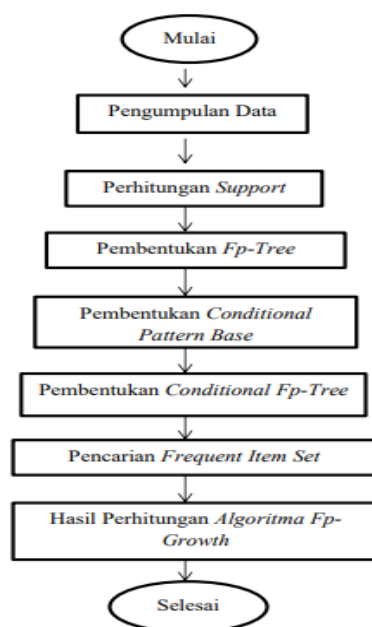 Mulai
Pengumpulan Data
Perhitungan Support
Pembentukan Fp-Tree
Pembentukan Conditional
Pattern Base
Pembentukan Conditional Fp-Tree
Pencarian Frequent Item Set
Hasil Perhitungan Algoritma Fp-
Growth
Selesai